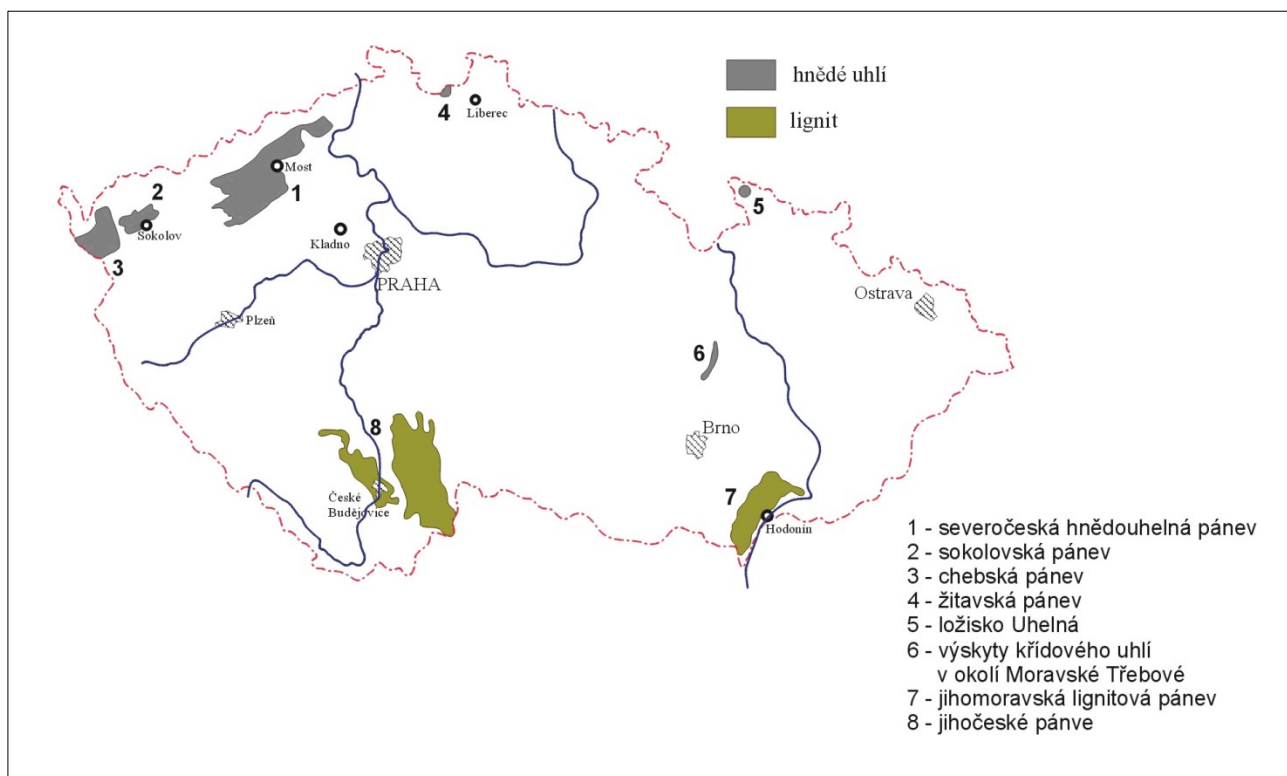 hnědé uhlí
lignit
4
Liberec
Most
1
2
Sokolov
3
Kladno
PRAHA
Plzeň
5
Ostrava
6
Brno
8
České
Budějovice
7
Hodonín
1 - severočeská hnědouhelná pánev
2 - sokolovská pánev
3 - chebská pánev
4 - žitavská pánev
5 - ložisko Uhelná
6 - výskyty křídového uhlí
v okolí Moravské Třebové
7 - jihomoravská lignitová pánev
8 - jihočeské pánve